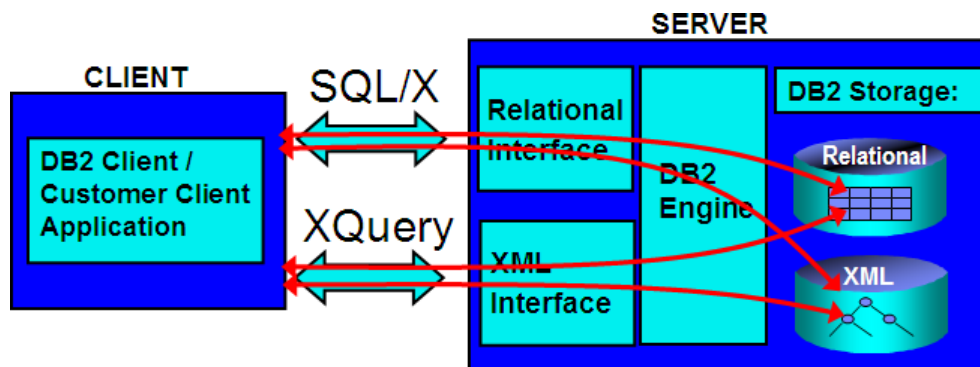 SERVER
CLIENT
SQL/X
XQuery
DB2 Client /
Customer Client
Application
Relational
Interface
XML
Interface
DB2
Engine
DB2 Storage:
Relational
XML